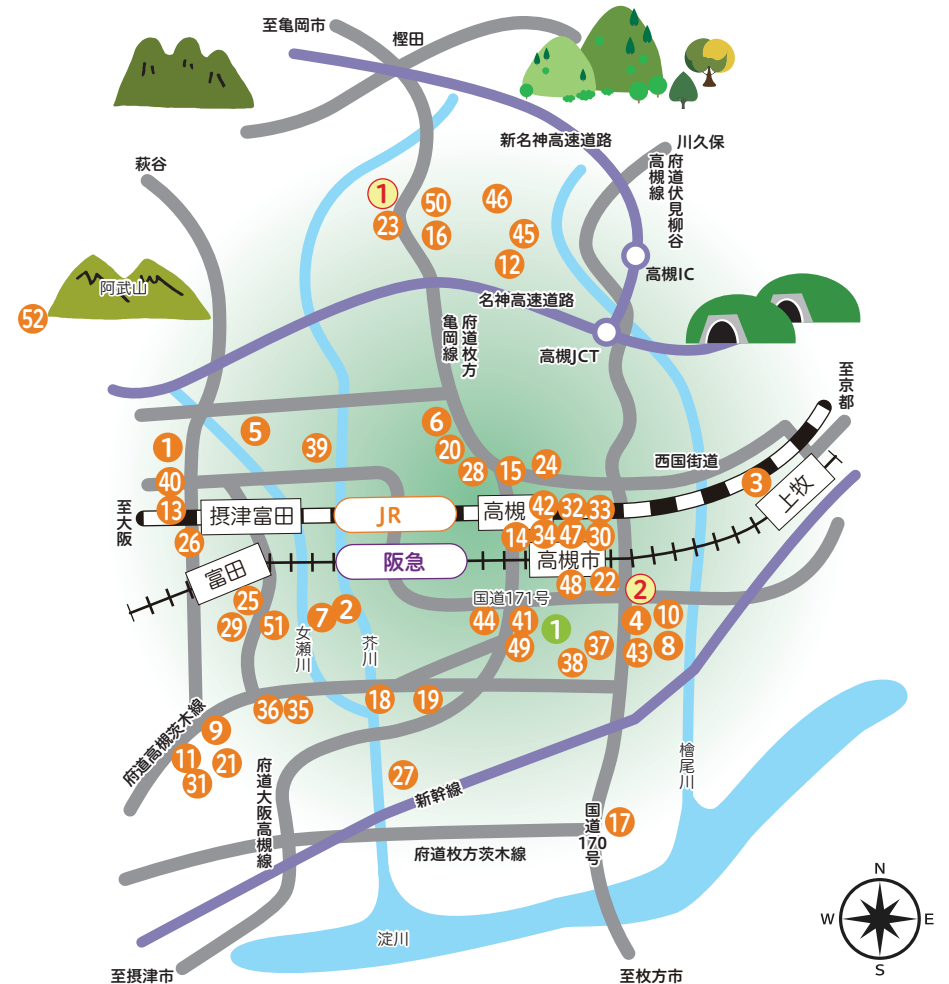 至亀岡市
樫田
新名神高速道路
川久保
府道伏見柳谷
高槻線
萩谷
1
50
46
23
16
45
12
高槻IC
阿武山
52
名神高速道路
府道枚方
亀岡線
高槻JCT
至京都
1
5
39
6
20
28
15
24
西国街道
40
3
上牧
13
至大阪
摂津富田
JR
高槻
42
32
33
26
14
34
47
30
富田
阪急
高槻市
48
22
2
25
国道171号
29
51
7
2
44
41
1
4
10
女瀬川
芥川
49
37
38
43
8
36
35
18
19
府道高槻茨木線
9
11
21
31
府道大阪高槻線
27
新幹線
檜尾川
国道170号
17
府道枚方茨木線
淀川
N
W
E
S
至摂津市
至枚方市